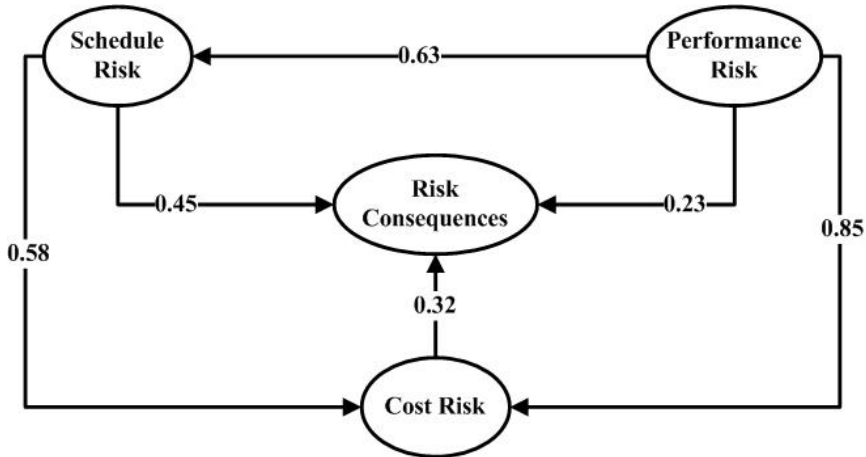 Schedule
Risk
0.63
Performance
Risk
0.45
Risk
Consequences
0.23
0.58
0.85
0.32
Cost Risk